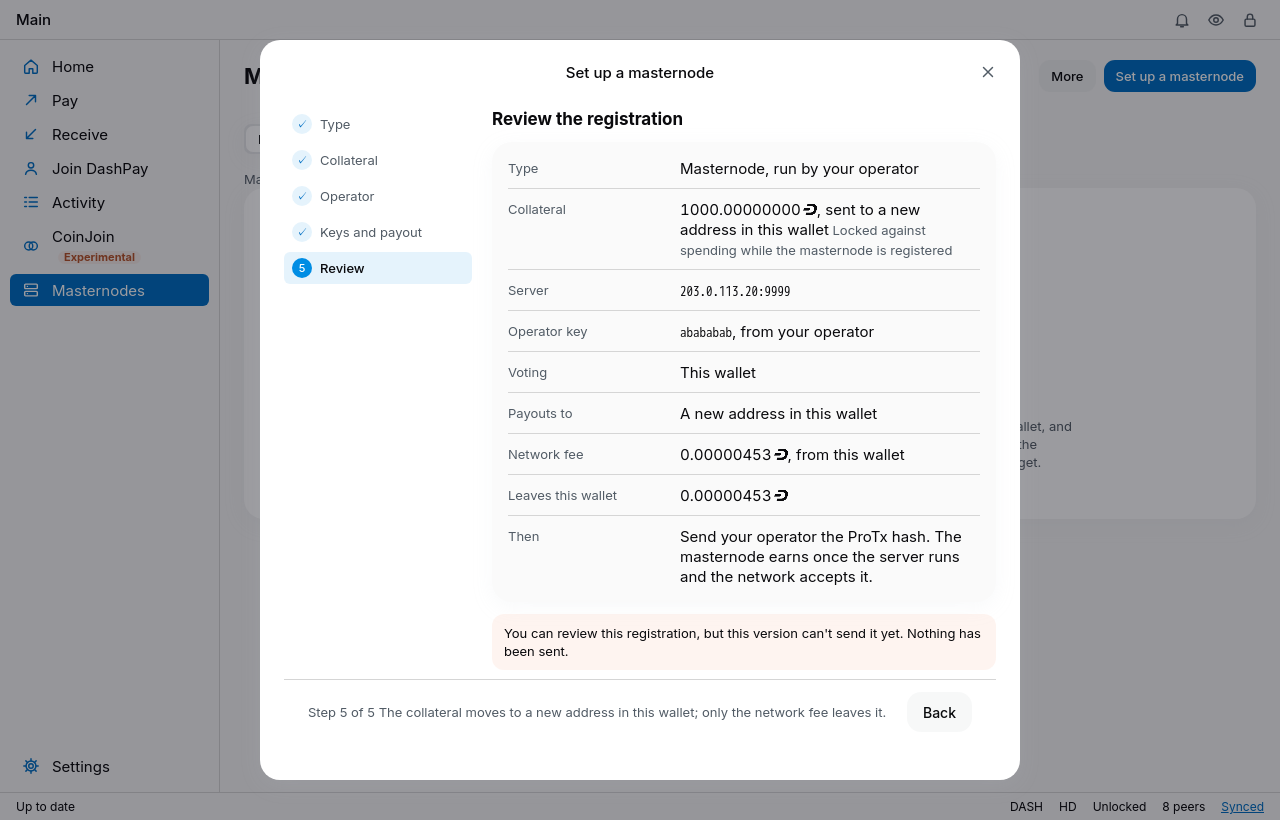 Main
Home
Pay
Receive
Join DashPay
Activity
CoinJoin
Experimental
Masternodes
Settings
More
Set up a masternode
allet, and
the
get.
Set up a masternode
✓ Type
✓ Collateral
✓ Operator
✓ Keys and payout
5 Review
Review the registration
Type Masternode, run by your operator
Collateral 1000.00000000, sent to a new
address in this wallet Locked against
spending while the masternode is registered
Server 203.0.113.20:9999
Operator key abababab, from your operator
Voting This wallet
Payouts to A new address in this wallet
Network fee 0.00000453, from this wallet
Leaves this wallet 0.00000453
Then Send your operator the ProTx hash. The
masternode earns once the server runs
and the network accepts it.
You can review this registration, but this version can't send it yet. Nothing has
been sent.
Step 5 of 5 The collateral moves to a new address in this wallet; only the network fee leaves it.
Back
Up to date
DASH HD Unlocked 8 peers Synced